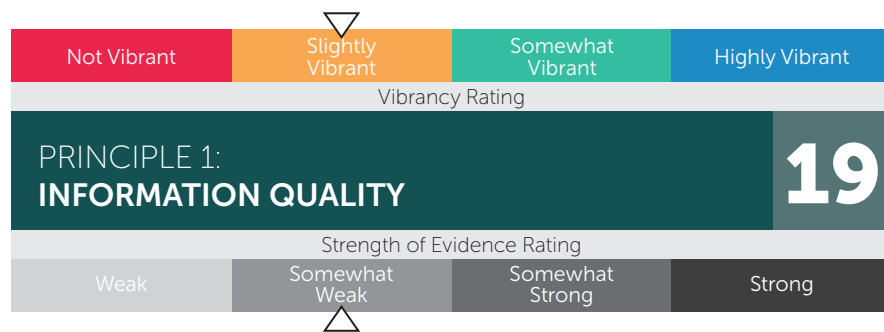 Not Vibrant
Slightly
Vibrant
Somewhat
Vibrant
Highly Vibrant
Vibrancy Rating
PRINCIPLE 1:
INFORMATION QUALITY
19
Strength of Evidence Rating
Weak
Somewhat
Weak
Somewhat
Strong
Strong